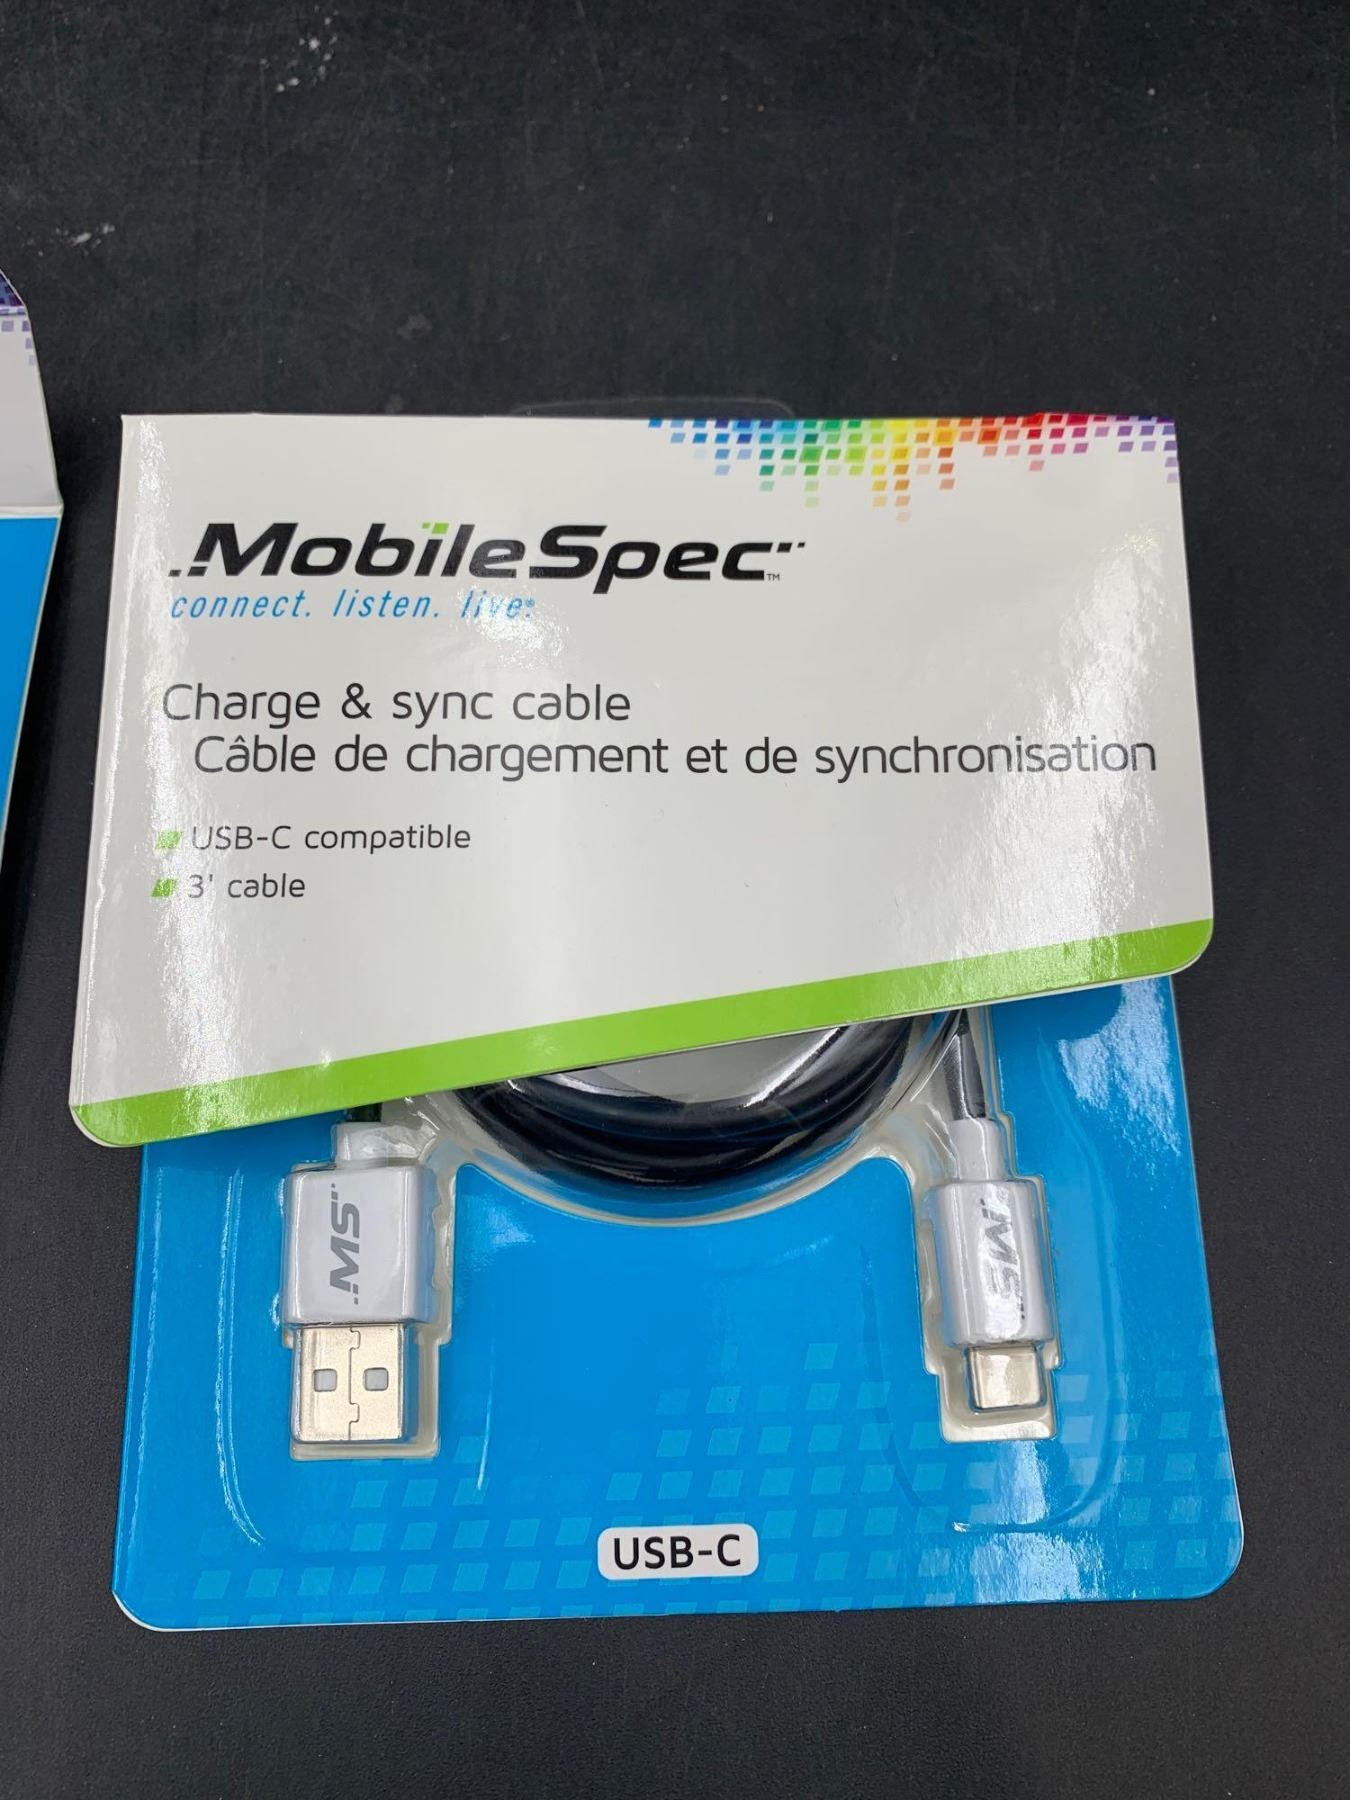 MobileSpec™
connect. listen. live.®
Charge & sync cable
Câble de chargement et de synchronisation
USB-C compatible
3' cable
MS
MS
USB-C